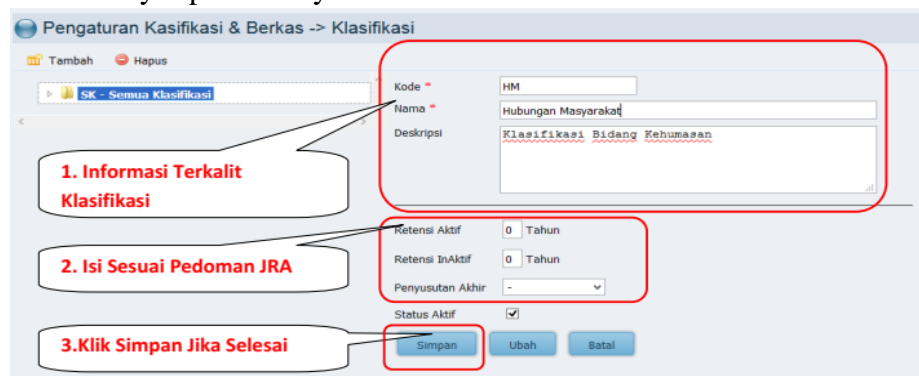 Pengaturan Kasifikasi & Berkas -> Klasifikasi
Tambah Hapus
SK - Semua Klasifikasi
Kode * HM
Nama * Hubungan Masyarakat
Deskripsi Klasifikasi Bidang Kehumasan
1. Informasi Terkalit
Klasifikasi
Retensi Aktif 0 Tahun
2. Isi Sesuai Pedoman JRA
Retensi InAktif 0 Tahun
Penyusutan Akhir -
Status Aktif
3.Klik Simpan Jika Selesai
Simpan Ubah Batal